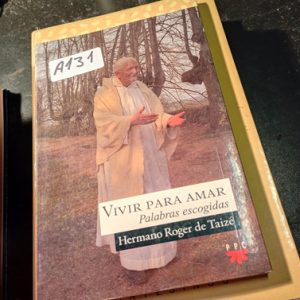 A131
VIVIR PARA AMAR
Palabras escogidas
Hermano Roger de Taizé
PPC